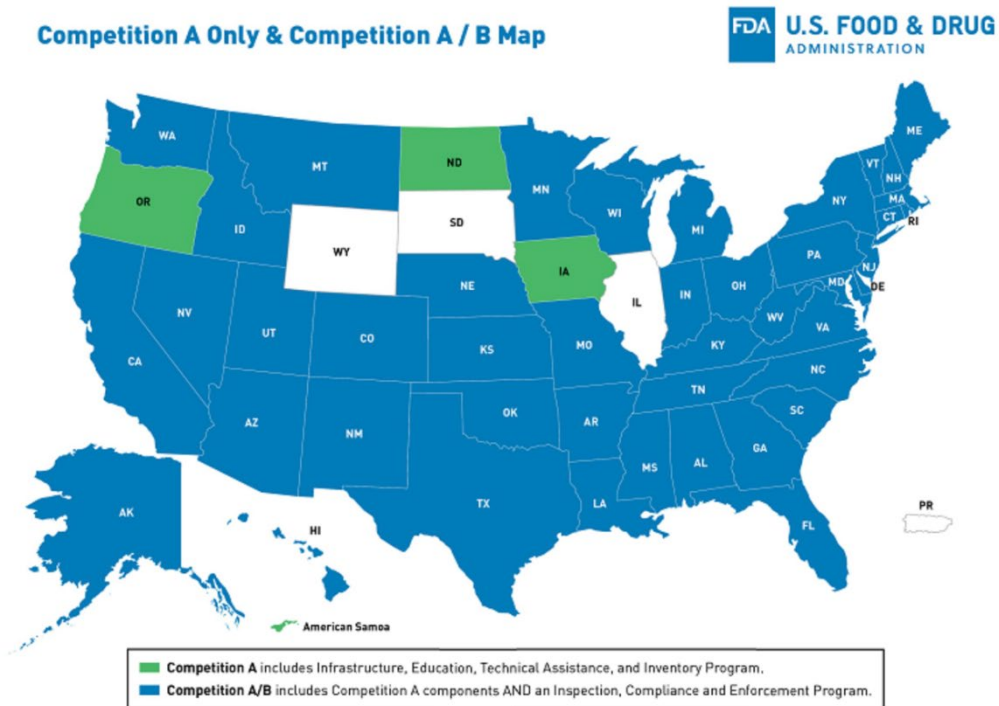 Competition A Only & Competition A / B Map
FDA U.S. FOOD & DRUG
ADMINISTRATION
WA
MT
ND
MN
ME
VT
NH
OR
ID
WY
SD
WI
MI
NY
MA
CT
RI
NE
IA
IL
IN
OH
PA
NJ
MD
DE
NV
UT
CO
KS
MO
KY
WV
VA
CA
AZ
NM
OK
AR
TN
NC
SC
MS
AL
GA
TX
LA
FL
AK
HI
PR
American Samoa
Competition A includes Infrastructure, Education, Technical Assistance, and Inventory Program.
Competition A/B includes Competition A components AND an Inspection, Compliance and Enforcement Program.